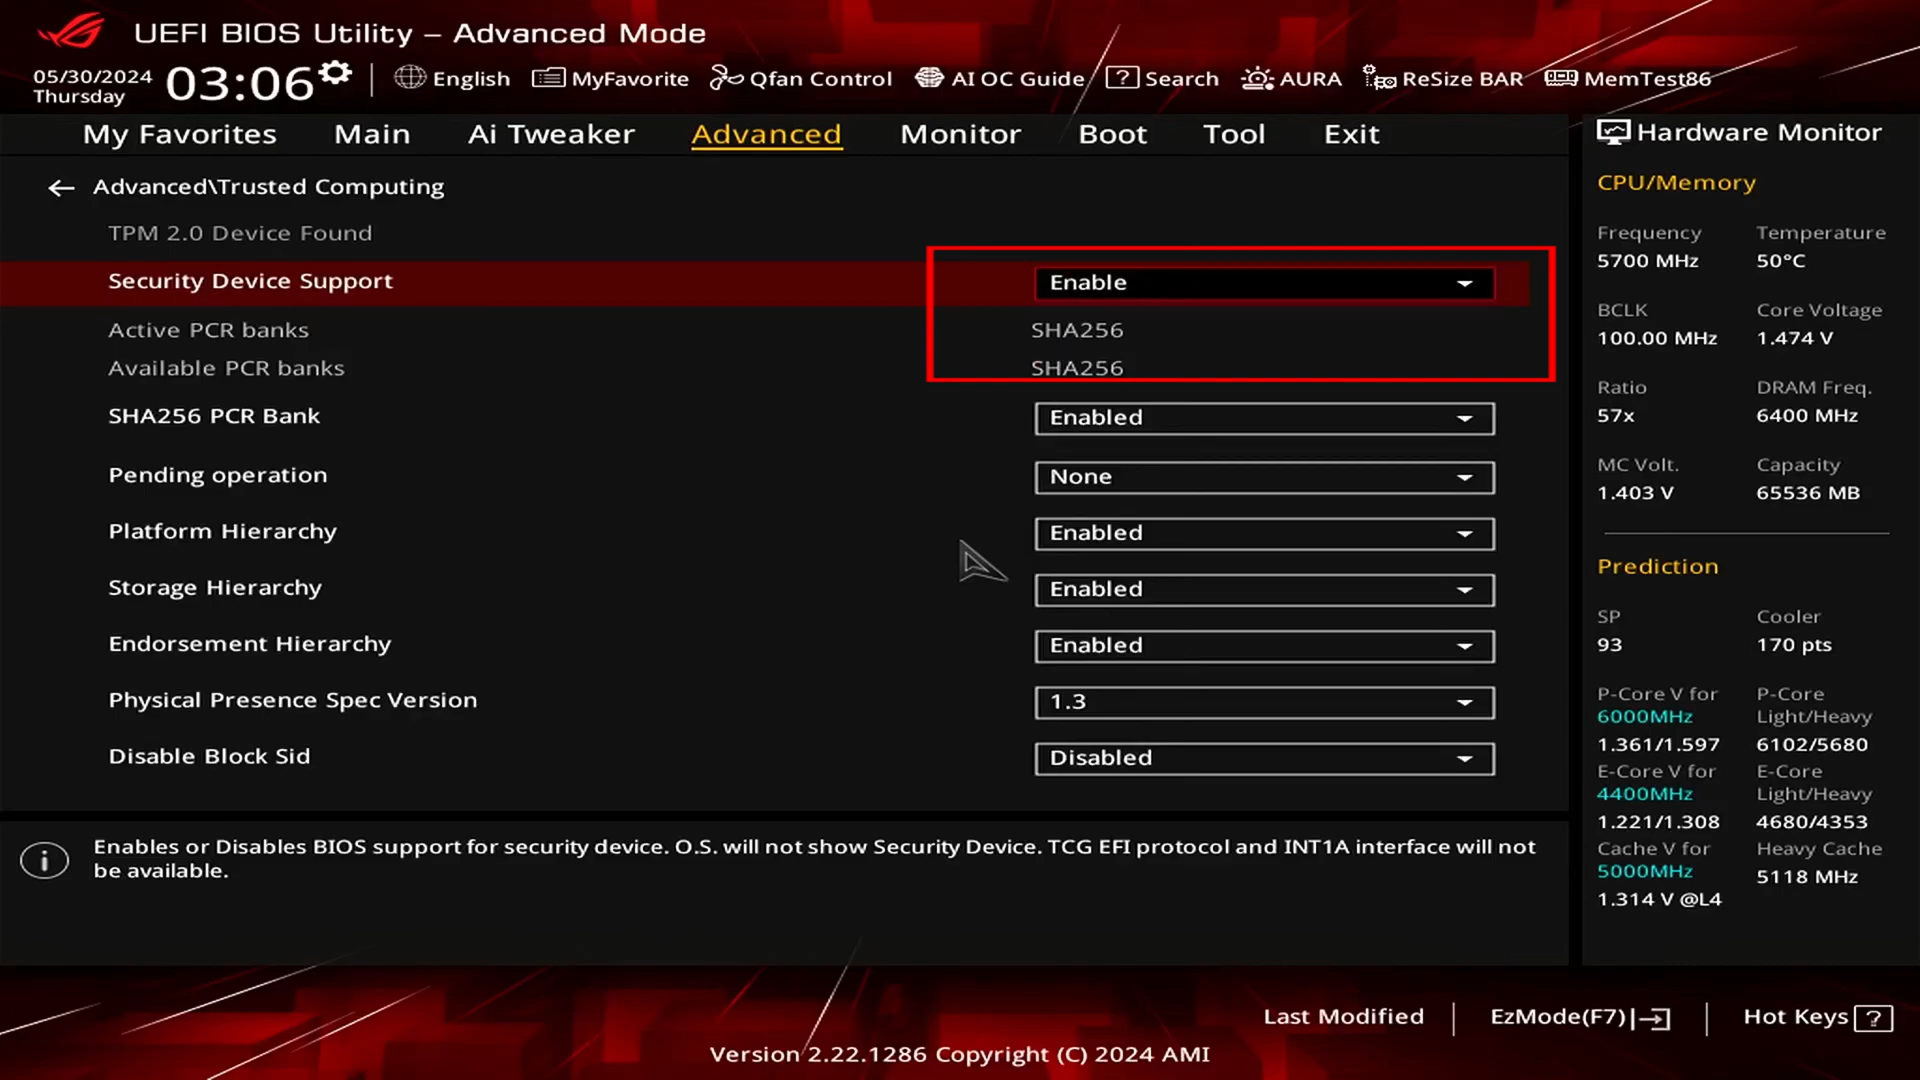 UEFI BIOS Utility – Advanced Mode
05/30/2024
Thursday
03:06
English
MyFavorite
Qfan Control
AI OC Guide
? Search
AURA
ReSize BAR
MemTest86
My Favorites
Main
Ai Tweaker
Advanced
Monitor
Boot
Tool
Exit
← Advanced\Trusted Computing
TPM 2.0 Device Found
Security Device Support Enable
Active PCR banks SHA256
Available PCR banks SHA256
SHA256 PCR Bank Enabled
Pending operation None
Platform Hierarchy Enabled
Storage Hierarchy Enabled
Endorsement Hierarchy Enabled
Physical Presence Spec Version 1.3
Disable Block Sid Disabled
i
Enables or Disables BIOS support for security device. O.S. will not show Security Device. TCG EFI protocol and INT1A interface will not
be available.
Hardware Monitor
CPU/Memory
Frequency Temperature
5700 MHz 50°C
BCLK Core Voltage
100.00 MHz 1.474 V
Ratio DRAM Freq.
57x 6400 MHz
MC Volt. Capacity
1.403 V 65536 MB
Prediction
SP Cooler
93 170 pts
P-Core V for P-Core
6000MHz Light/Heavy
1.361/1.597 6102/5680
E-Core V for E-Core
4400MHz Light/Heavy
1.221/1.308 4680/4353
Cache V for Heavy Cache
5000MHz 5118 MHz
1.314 V @L4
Last Modified
EzMode(F7)
Hot Keys ?
Version 2.22.1286 Copyright (C) 2024 AMI